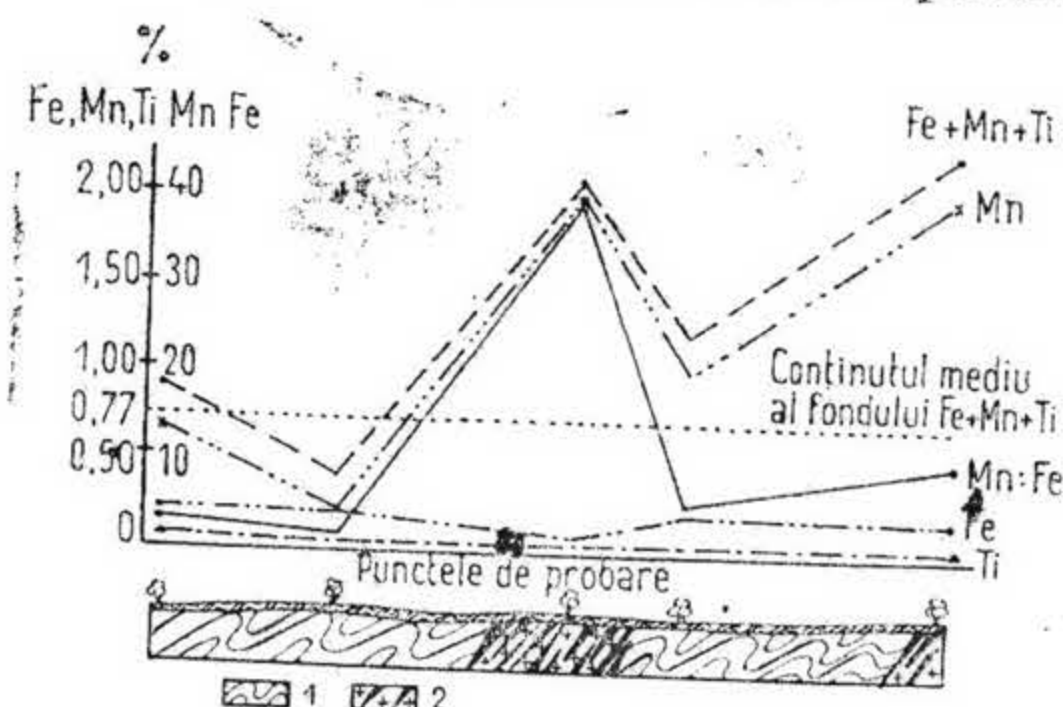 %
Fe, Mn, Ti Mn Fe
2,00 40
1,50 30
1,00 20
0,77
0,50 10
0
Fe+Mn+Ti
Mn
Conținutul mediu
al fondului Fe+Mn+Ti
Mn:Fe
Fe
Ti
Punctele de probare
1 2